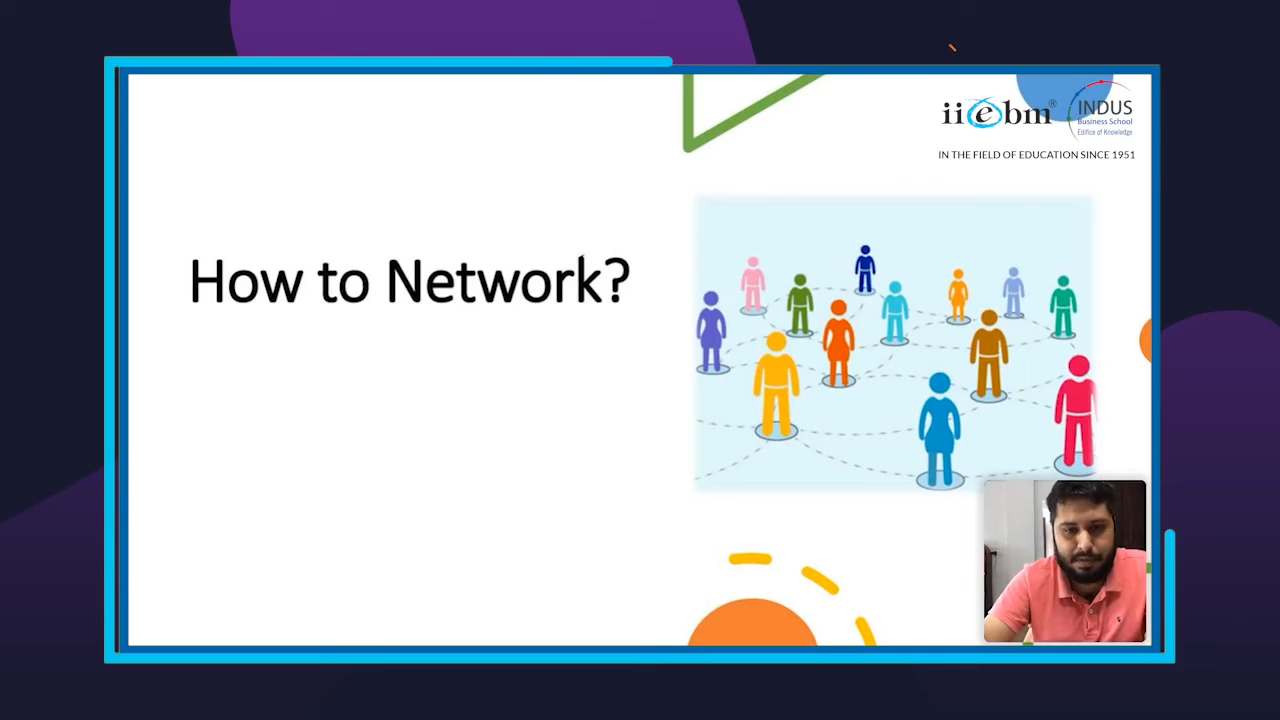 iiebm®
INDUS
Business School
Edifice of Knowledge
IN THE FIELD OF EDUCATION SINCE 1951
How to Network?